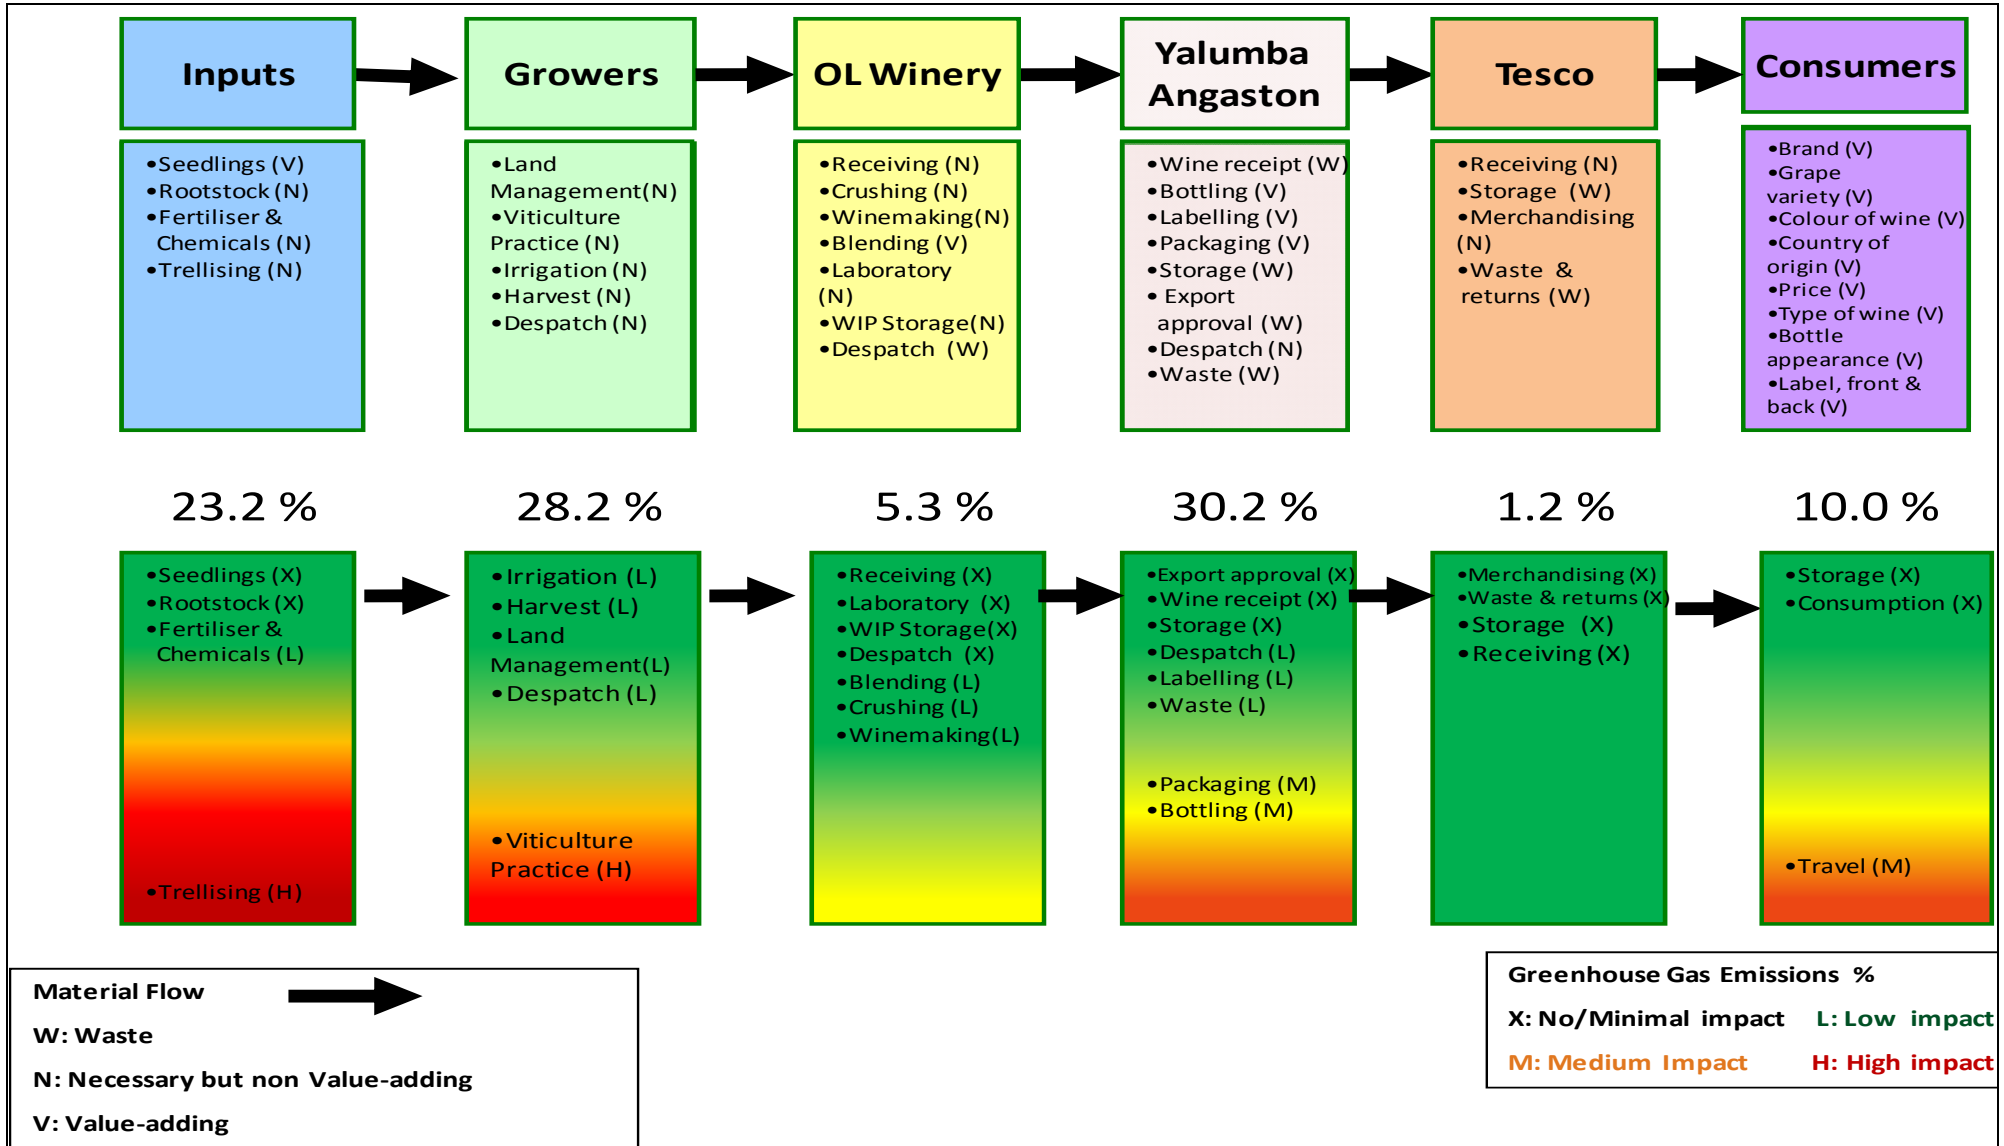 Inputs
Growers
OL Winery
Yalumba
Angaston
Tesco
Consumers
•Seedlings (V)
•Rootstock (N)
•Fertiliser &
Chemicals (N)
•Trellising (N)
•Land
Management(N)
•Viticulture
Practice (N)
•Irrigation (N)
•Harvest (N)
•Despatch (N)
•Receiving (N)
•Crushing (N)
•Winemaking(N)
•Blending (V)
•Laboratory
(N)
•WIP Storage(N)
•Despatch (W)
•Wine receipt (W)
•Bottling (V)
•Labelling (V)
•Packaging (V)
•Storage (W)
• Export
approval (W)
•Despatch (N)
•Waste (W)
•Receiving (N)
•Storage (W)
•Merchandising
(N)
•Waste &
returns (W)
•Brand (V)
•Grape
variety (V)
•Colour of wine (V)
•Country of
origin (V)
•Price (V)
•Type of wine (V)
•Bottle
appearance (V)
•Label, front &
back (V)
23.2 %
28.2 %
5.3 %
30.2 %
1.2 %
10.0 %
•Seedlings (X)
•Rootstock (X)
•Fertiliser &
Chemicals (L)
•Trellising (H)
•Irrigation (L)
•Harvest (L)
•Land
Management(L)
•Despatch (L)
•Viticulture
Practice (H)
•Receiving (X)
•Laboratory (X)
•WIP Storage(X)
•Despatch (X)
•Blending (L)
•Crushing (L)
•Winemaking(L)
•Export approval (X)
•Wine receipt (X)
•Storage (X)
•Despatch (L)
•Labelling (L)
•Waste (L)
•Packaging (M)
•Bottling (M)
•Merchandising (X)
•Waste & returns (X)
•Storage (X)
•Receiving (X)
•Storage (X)
•Consumption (X)
•Travel (M)
Material Flow
W: Waste
N: Necessary but non Value-adding
V: Value-adding
Greenhouse Gas Emissions %
X: No/Minimal impact L: Low impact
M: Medium Impact H: High impact